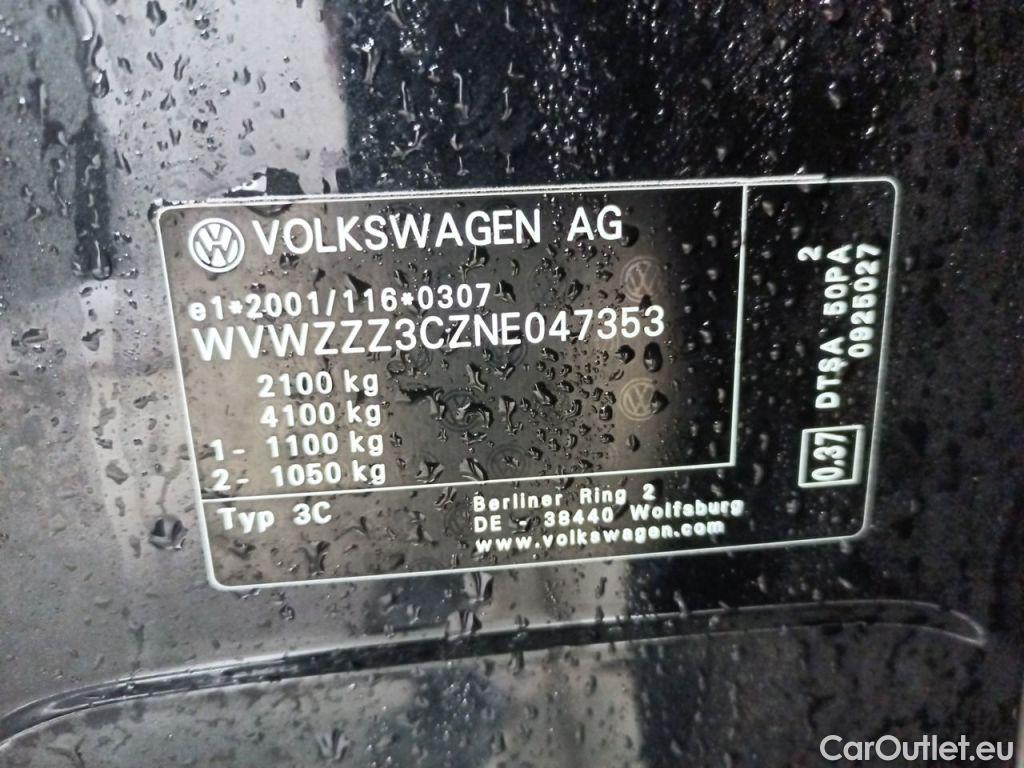 VOLKSWAGEN AG
e1*2001/116*0307
WVWZZZ3CZNE047353
2100 kg
4100 kg
1- 1100 kg
2- 1050 kg
Typ 3C
Berliner Ring 2
DE - 38440 Wolfsburg
www.volkswagen.com
2
DTSA 50PA
0925027
0.37
CarOutlet.eu